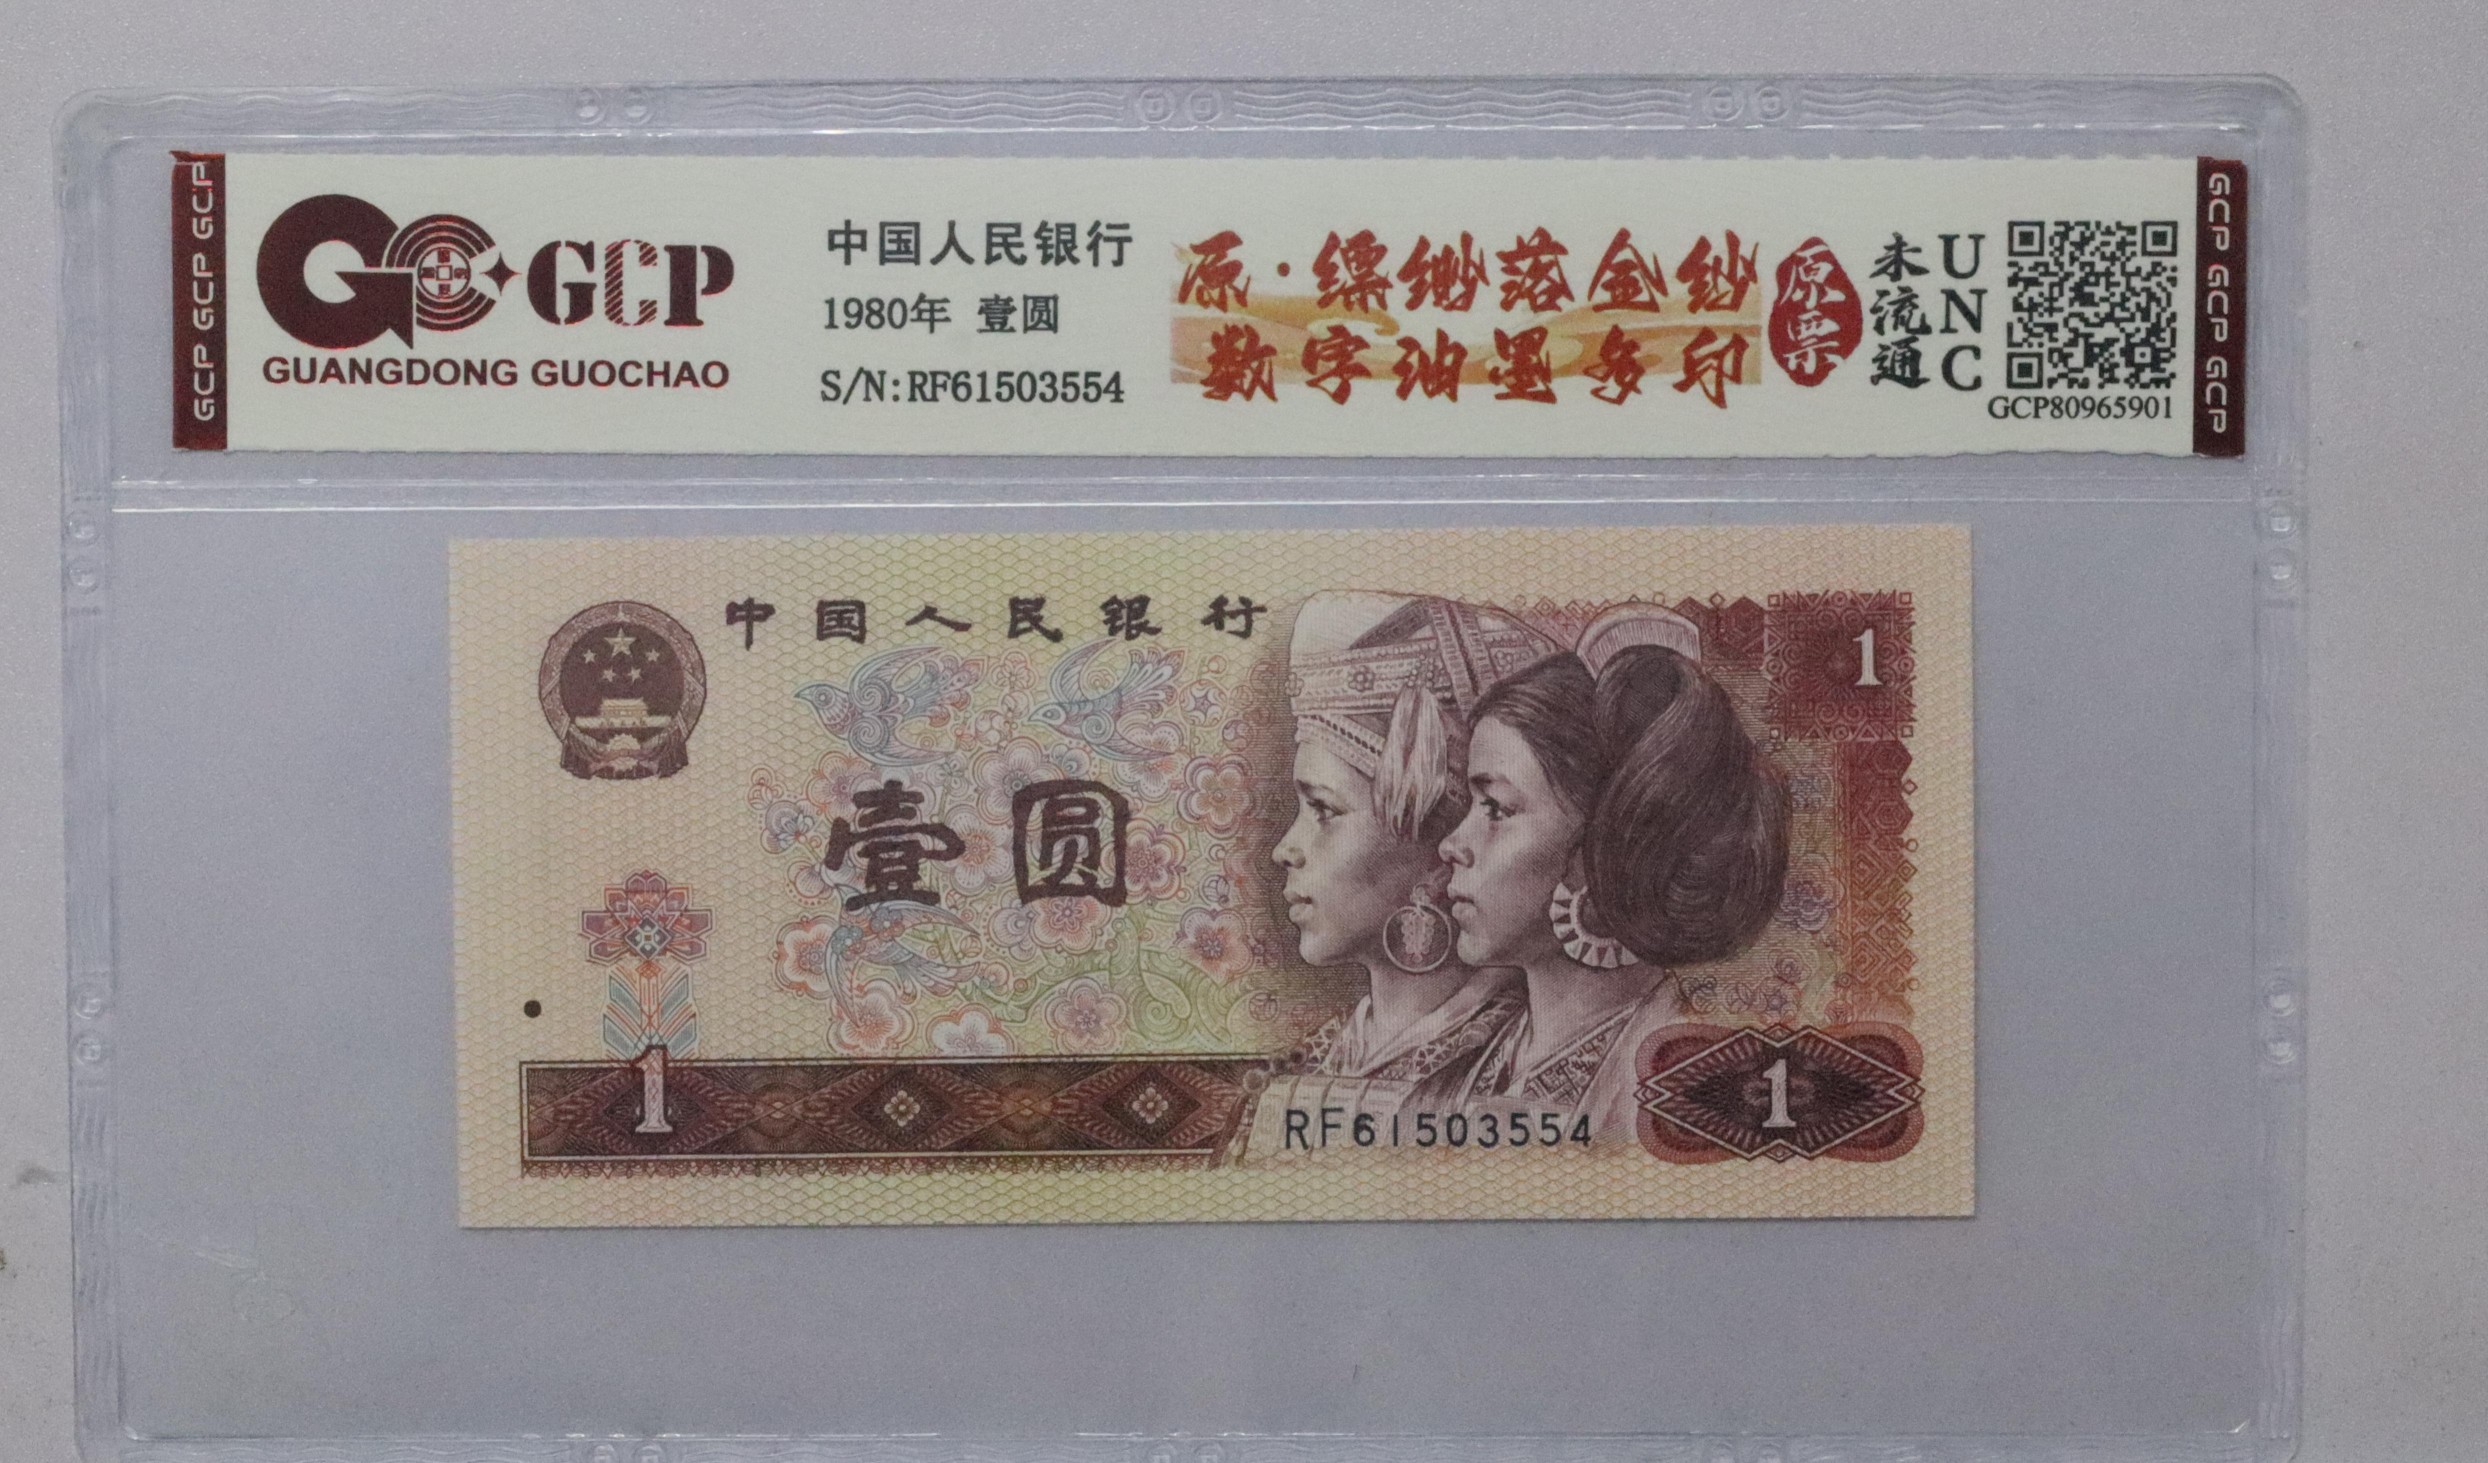 GCP GCP GCP
GCP
GUANGDONG GUOCHAO
中国人民银行
1980年 壹圆
S/N:RF61503554
原·缥缈落金纱
数字油墨多印
原票
未流通
UNC
GCP80965901
GCP GCP GCP
中国人民银行
1
壹圆
1
1
RF61503554